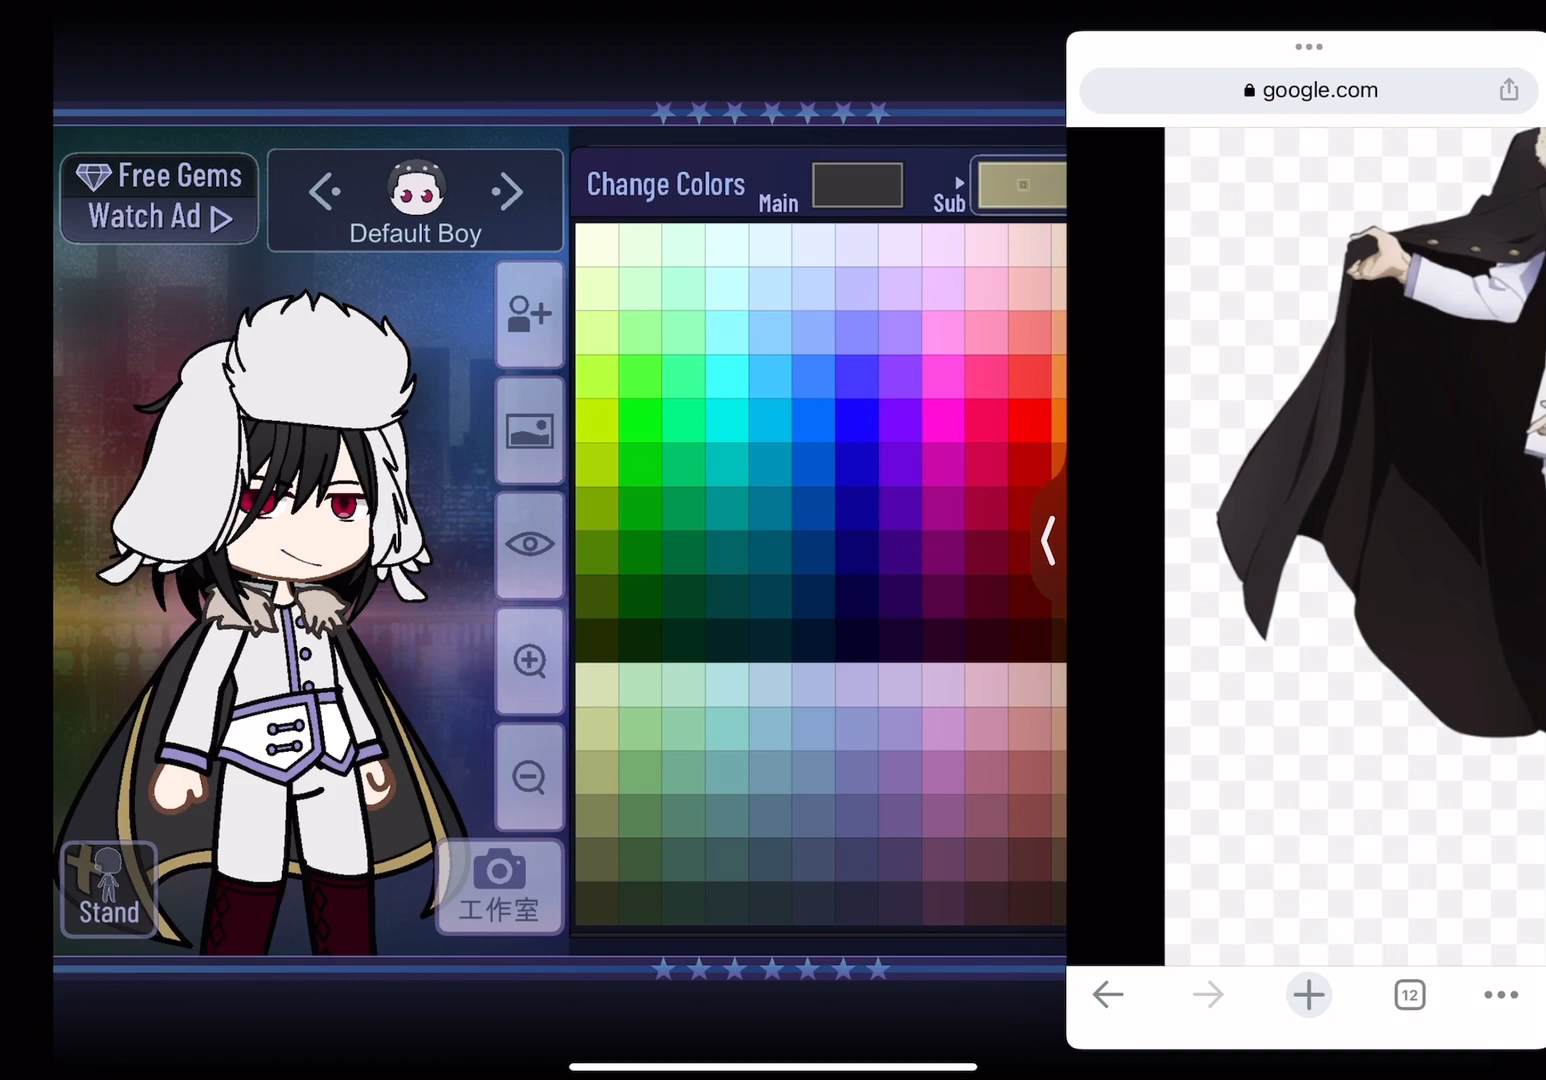 google.com
Free Gems
Watch Ad
Default Boy
Change Colors
Main
Sub
Stand
工作室
12